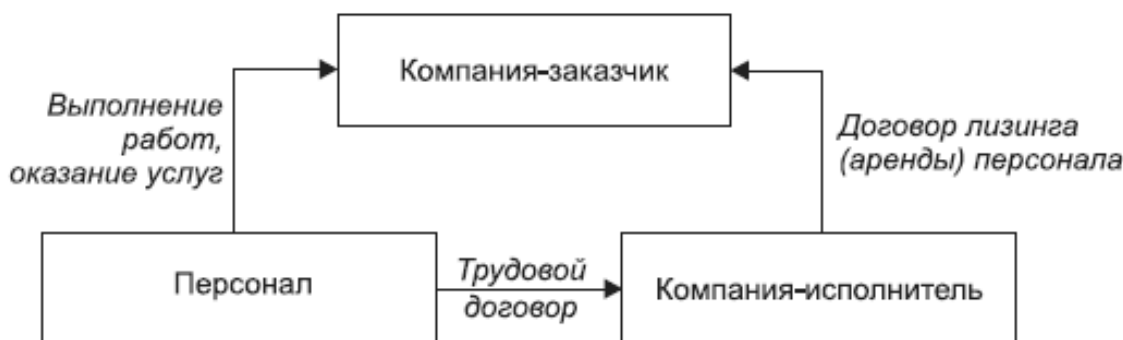 Компания-заказчик
Выполнение
работ,
оказание услуг
Договор лизинга
(аренды) персонала
Персонал
Трудовой
договор
Компания-исполнитель